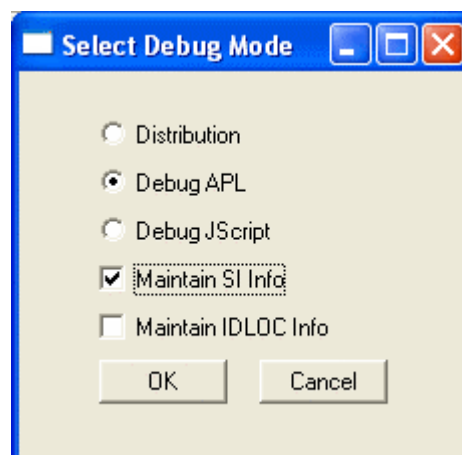 Select Debug Mode
Distribution
Debug APL
Debug JScript
Maintain SI Info
Maintain IDLOC Info
OK Cancel